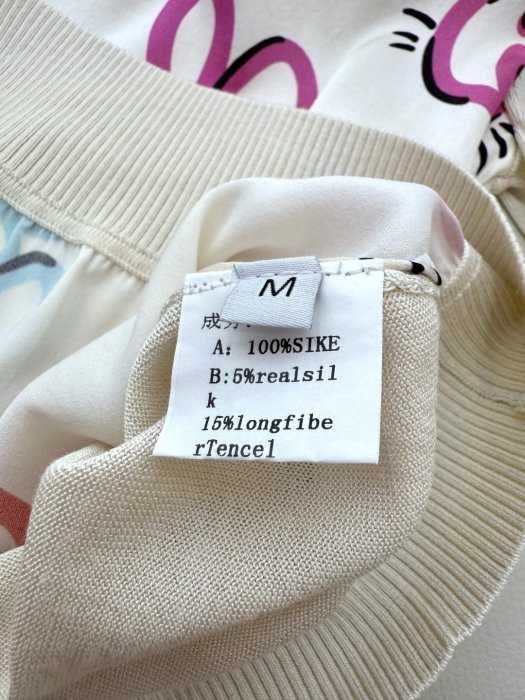 M
成分:
A: 100%SIKE
B:5%realsil
k
15%longfibe
rTencel